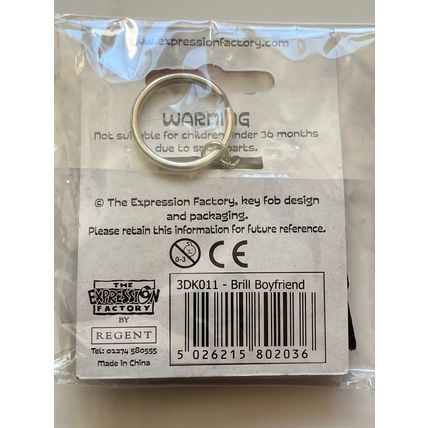 www.expressionfactory.com
WARNING
Not suitable for children under 36 months
due to small parts.
© The Expression Factory, key fob design
and packaging.
Please retain this information for future reference.
0-3
CE
THE
EXPRESSION
FACTORY
BY
REGENT
Tel: 01274 580555
Made in China
3DK011 - Brill Boyfriend
5 026215 802036